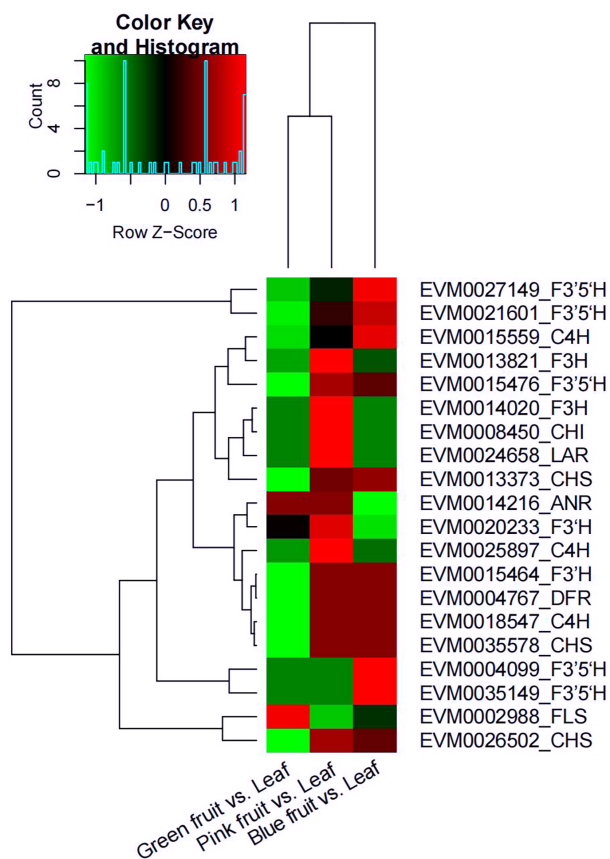 Color Key
and Histogram
Count
0 4 8
−1 0 0.5 1
Row Z−Score
EVM0027149_F3'5'H
EVM0021601_F3'5'H
EVM0015559_C4H
EVM0013821_F3H
EVM0015476_F3'5'H
EVM0014020_F3H
EVM0008450_CHI
EVM0024658_LAR
EVM0013373_CHS
EVM0014216_ANR
EVM0020233_F3'H
EVM0025897_C4H
EVM0015464_F3'H
EVM0004767_DFR
EVM0018547_C4H
EVM0035578_CHS
EVM0004099_F3'5'H
EVM0035149_F3'5'H
EVM0002988_FLS
EVM0026502_CHS
Green fruit vs. Leaf
Pink fruit vs. Leaf
Blue fruit vs. Leaf